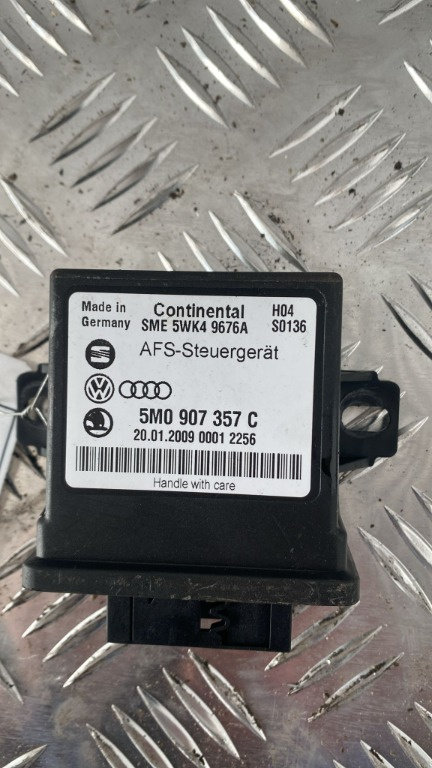 Made in
Germany
Continental
SME 5WK4 9676A
H04
S0136
AFS-Steuergerät
5M0 907 357 C
20.01.2009 0001 2256
Handle with care